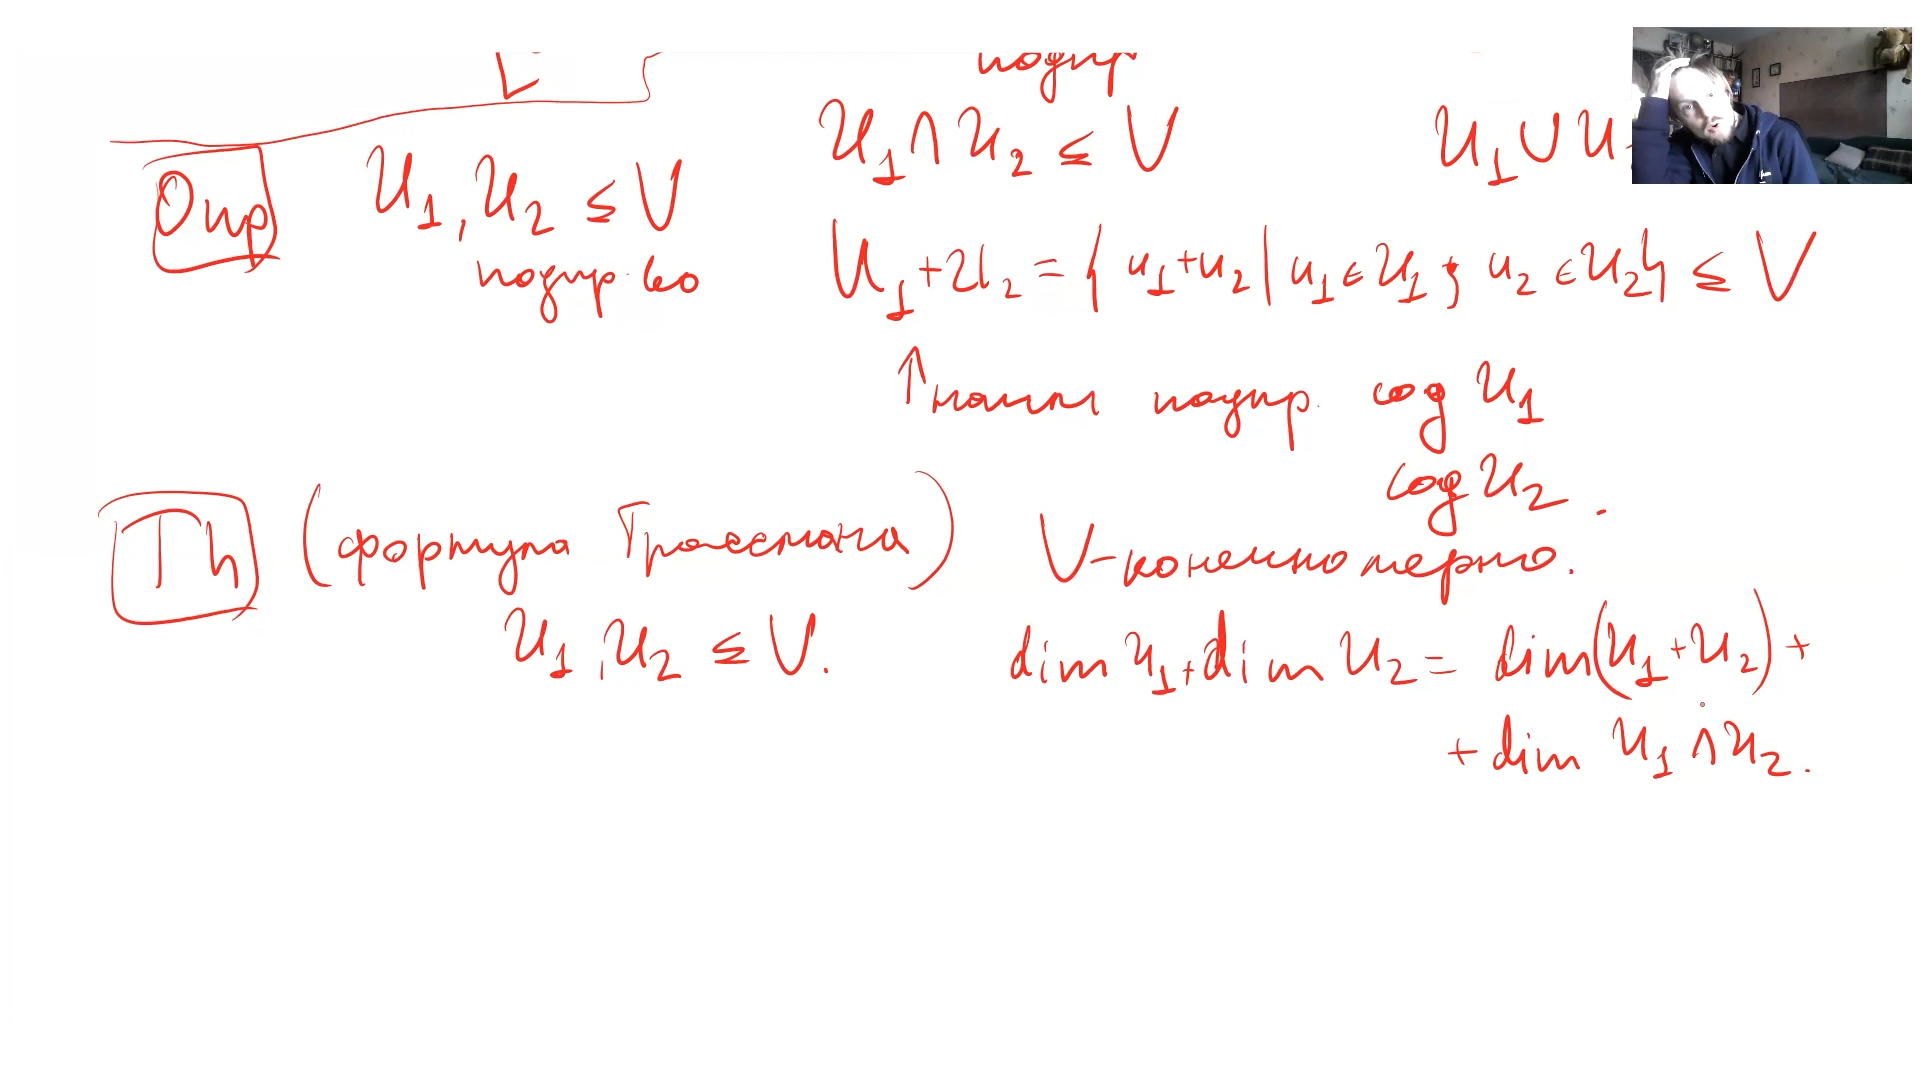 подпр
Опр U₁, U₂ ≤ V U₁ ∩ U₂ ≤ V U₁ ∪ U
подпр-во U₁ + U₂ = { u₁ + u₂ | u₁ ∈ U₁ ; u₂ ∈ U₂ } ≤ V
↑ наим подпр. сод U₁
сод U₂.
Th (формула Грассмана) V-конечномерно.
U₁, U₂ ≤ V. dim U₁ + dim U₂ = dim(U₁ + U₂) +
+ dim U₁ ∩ U₂.